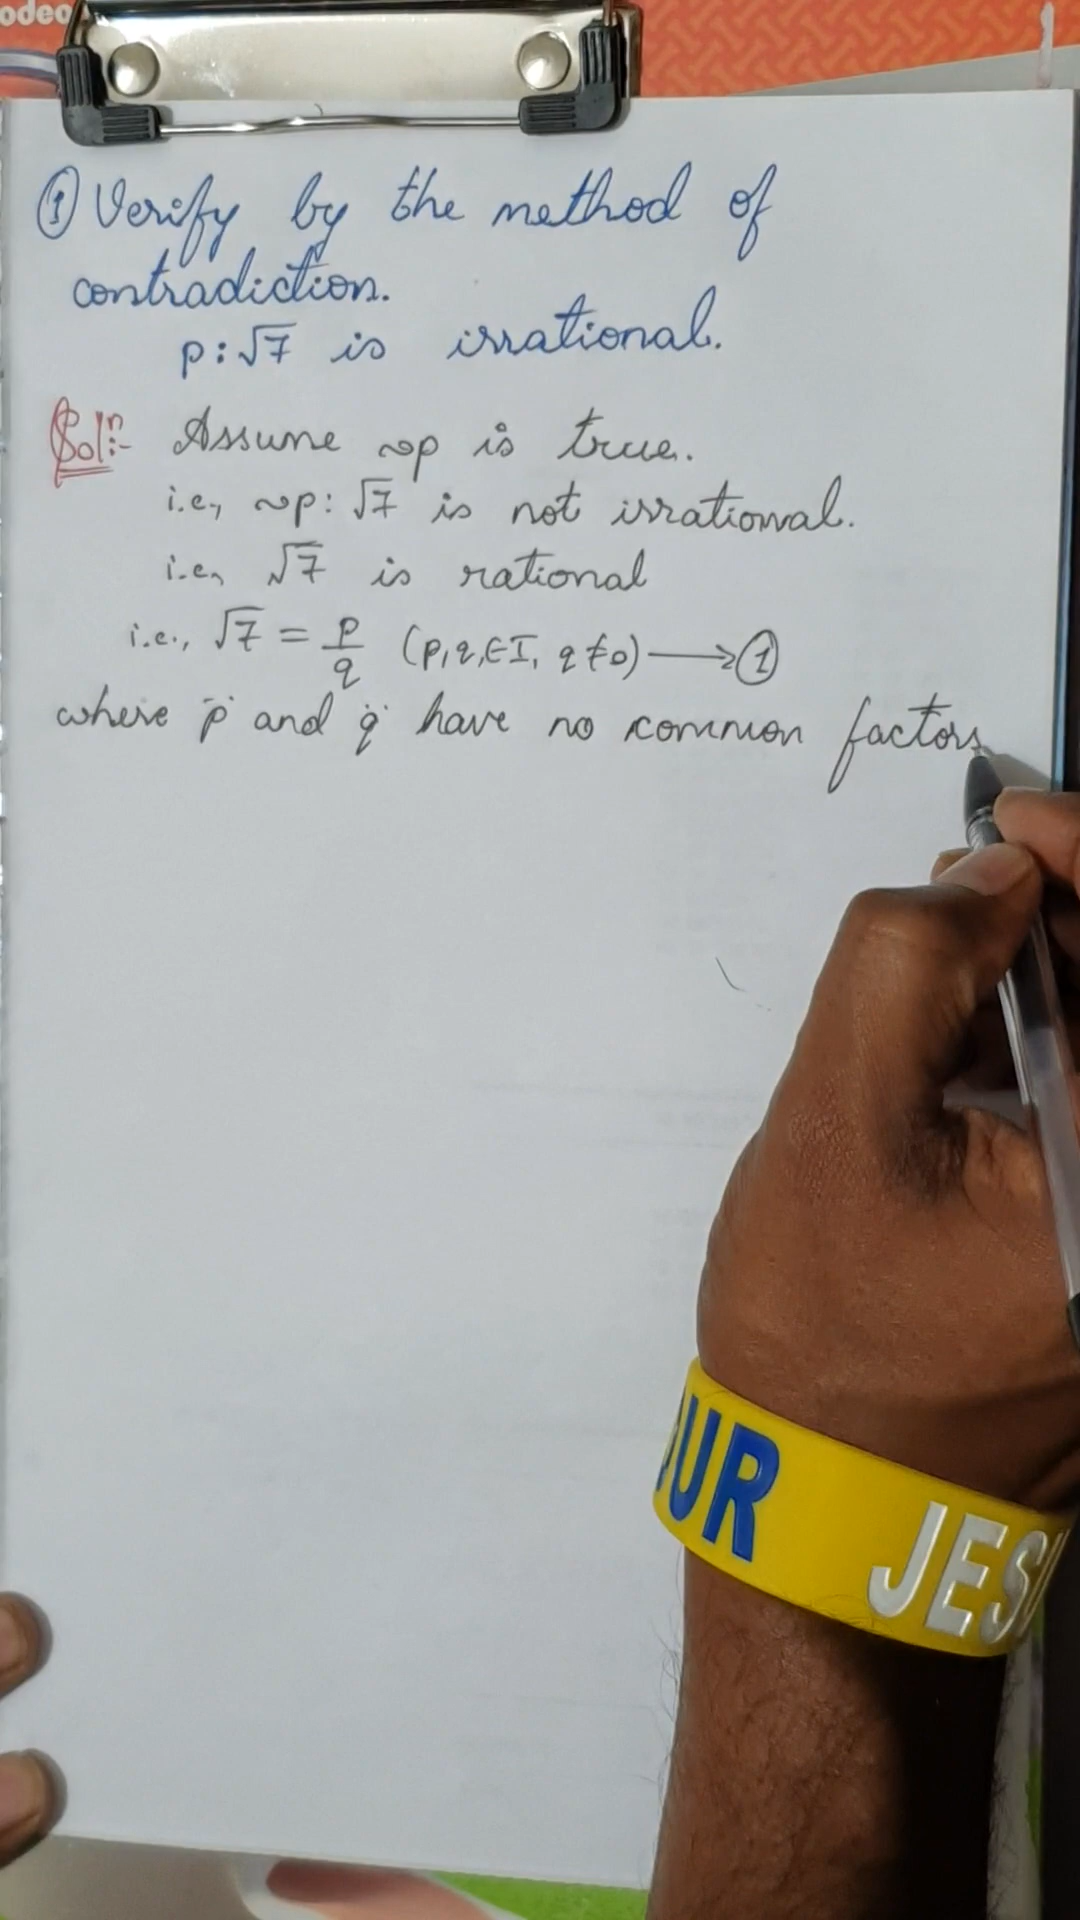 odeo
① Verify by the method of
contradiction.
p : √7 is irrational.
Solⁿ:- Assume ~p is true.
i.e., ~p : √7 is not irrational.
i.e., √7 is rational
i.e., √7 = p/q (p,q,∈I, q≠0) ⟶ ①
where 'p' and 'q' have no common factors
UR JESU